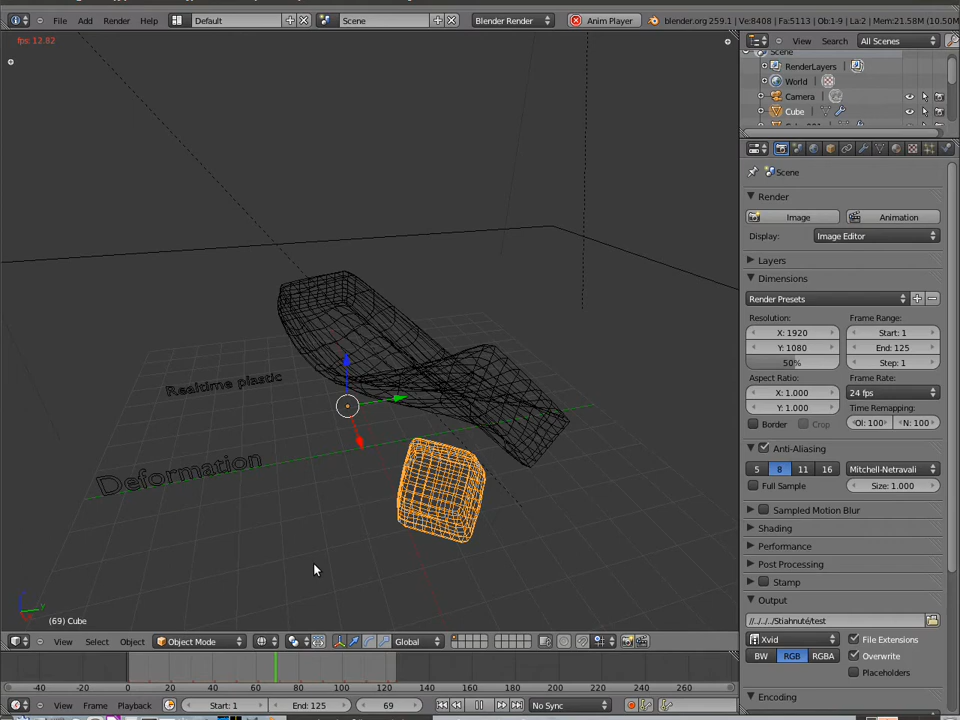 File Add Render Help Default Scene Blender Render Anim Player blender.org 259.1 | Ve:8408 | Fa:5113 | Ob:1-9 | La:2 | Mem:21.58M (10.50M
fps: 12.92
View Search All Scenes
Scene
RenderLayers
World
Camera
Cube
Scene
Render
Image Animation
Display: Image Editor
Layers
Dimensions
Render Presets
Resolution: Frame Range:
X: 1920 Start: 1
Y: 1080 End: 125
50% Step: 1
Aspect Ratio: Frame Rate:
X: 1.000 24 fps
Y: 1.000 Time Remapping:
Border Crop Ol: 100 N: 100
Anti-Aliasing
5 8 11 16 Mitchell-Netravali
Full Sample Size: 1.000
Sampled Motion Blur
Shading
Performance
Post Processing
Stamp
Output
//../../../Stiahnuté/test
Xvid File Extensions
BW RGB RGBA Overwrite
Placeholders
Encoding
Realtime plastic
Deformation
(69) Cube
View Select Object Object Mode Global
-40 -20 0 20 40 60 80 100 120 140 160 180 200 220 240 260
View Frame Playback Start: 1 End: 125 69 No Sync